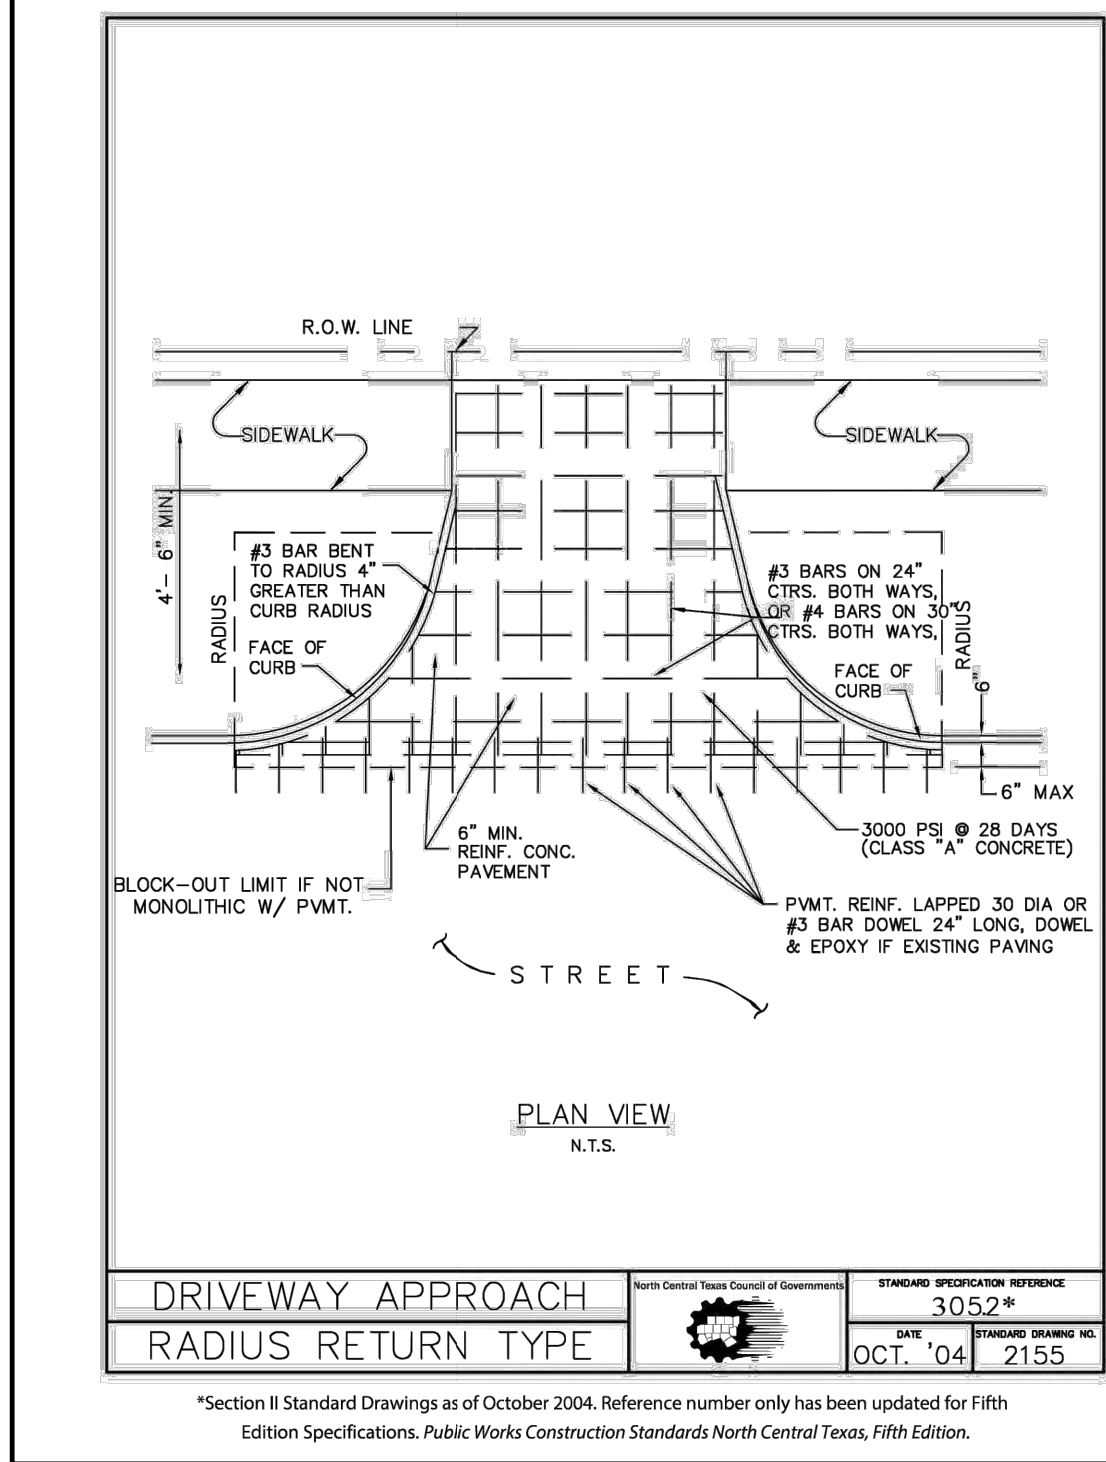 R.O.W. LINE
SIDEWALK
SIDEWALK
4'- 6" MIN.
RADIUS
#3 BAR BENT
TO RADIUS 4"
GREATER THAN
CURB RADIUS
FACE OF
CURB
#3 BARS ON 24"
CTRS. BOTH WAYS,
OR #4 BARS ON 30"
CTRS. BOTH WAYS,
RADIUS
FACE OF
CURB
6"
6" MAX
6" MIN.
REINF. CONC.
PAVEMENT
3000 PSI @ 28 DAYS
(CLASS "A" CONCRETE)
BLOCK-OUT LIMIT IF NOT
MONOLITHIC W/ PVMT.
PVMT. REINF. LAPPED 30 DIA OR
#3 BAR DOWEL 24" LONG, DOWEL
& EPOXY IF EXISTING PAVING
STREET
PLAN VIEW
N.T.S.
DRIVEWAY APPROACH
RADIUS RETURN TYPE
North Central Texas Council of Governments
STANDARD SPECIFICATION REFERENCE
305.2*
DATE
OCT. '04
STANDARD DRAWING NO.
2155
*Section II Standard Drawings as of October 2004. Reference number only has been updated for Fifth
Edition Specifications. Public Works Construction Standards North Central Texas, Fifth Edition.